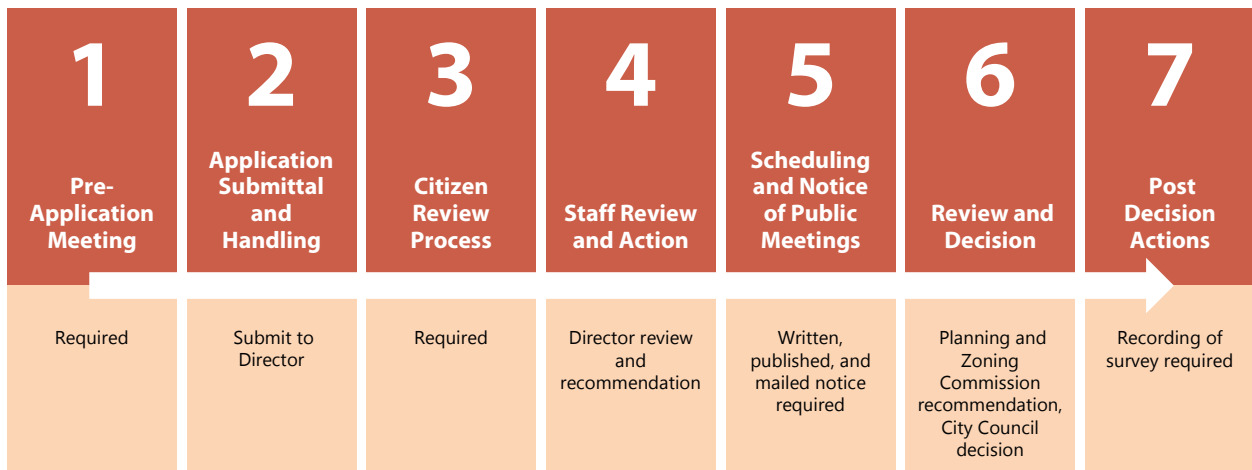 1
Pre-
Application
Meeting
Required
2
Application
Submittal
and
Handling
Submit to
Director
3
Citizen
Review
Process
Required
4
Staff Review
and Action
Director review
and
recommendation
5
Scheduling
and Notice
of Public
Meetings
Written,
published, and
mailed notice
required
6
Review and
Decision
Planning and
Zoning
Commission
recommendation,
City Council
decision
7
Post
Decision
Actions
Recording of
survey required